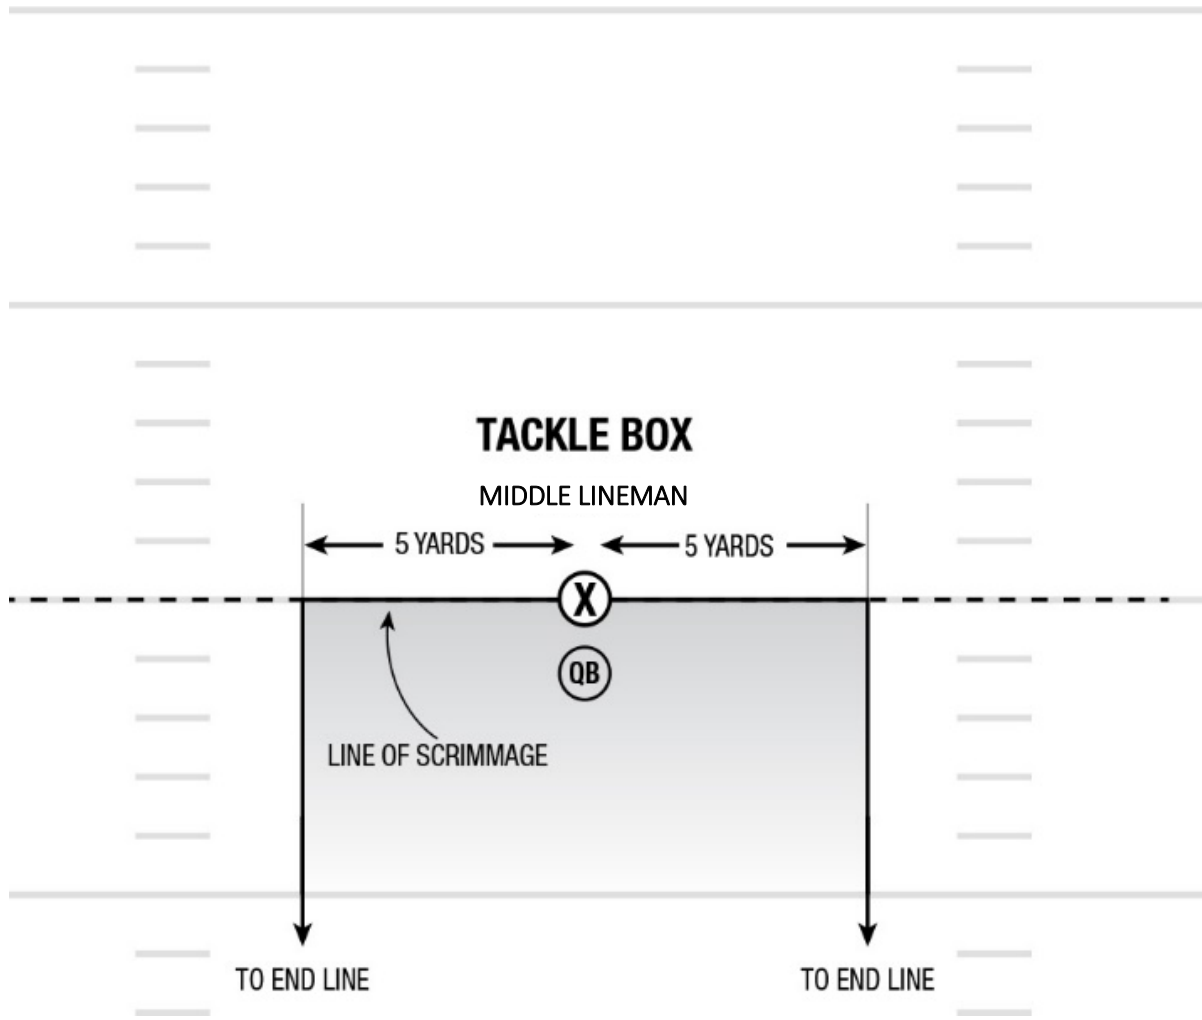 TACKLE BOX
MIDDLE LINEMAN
5 YARDS 5 YARDS
X
QB
LINE OF SCRIMMAGE
TO END LINE TO END LINE